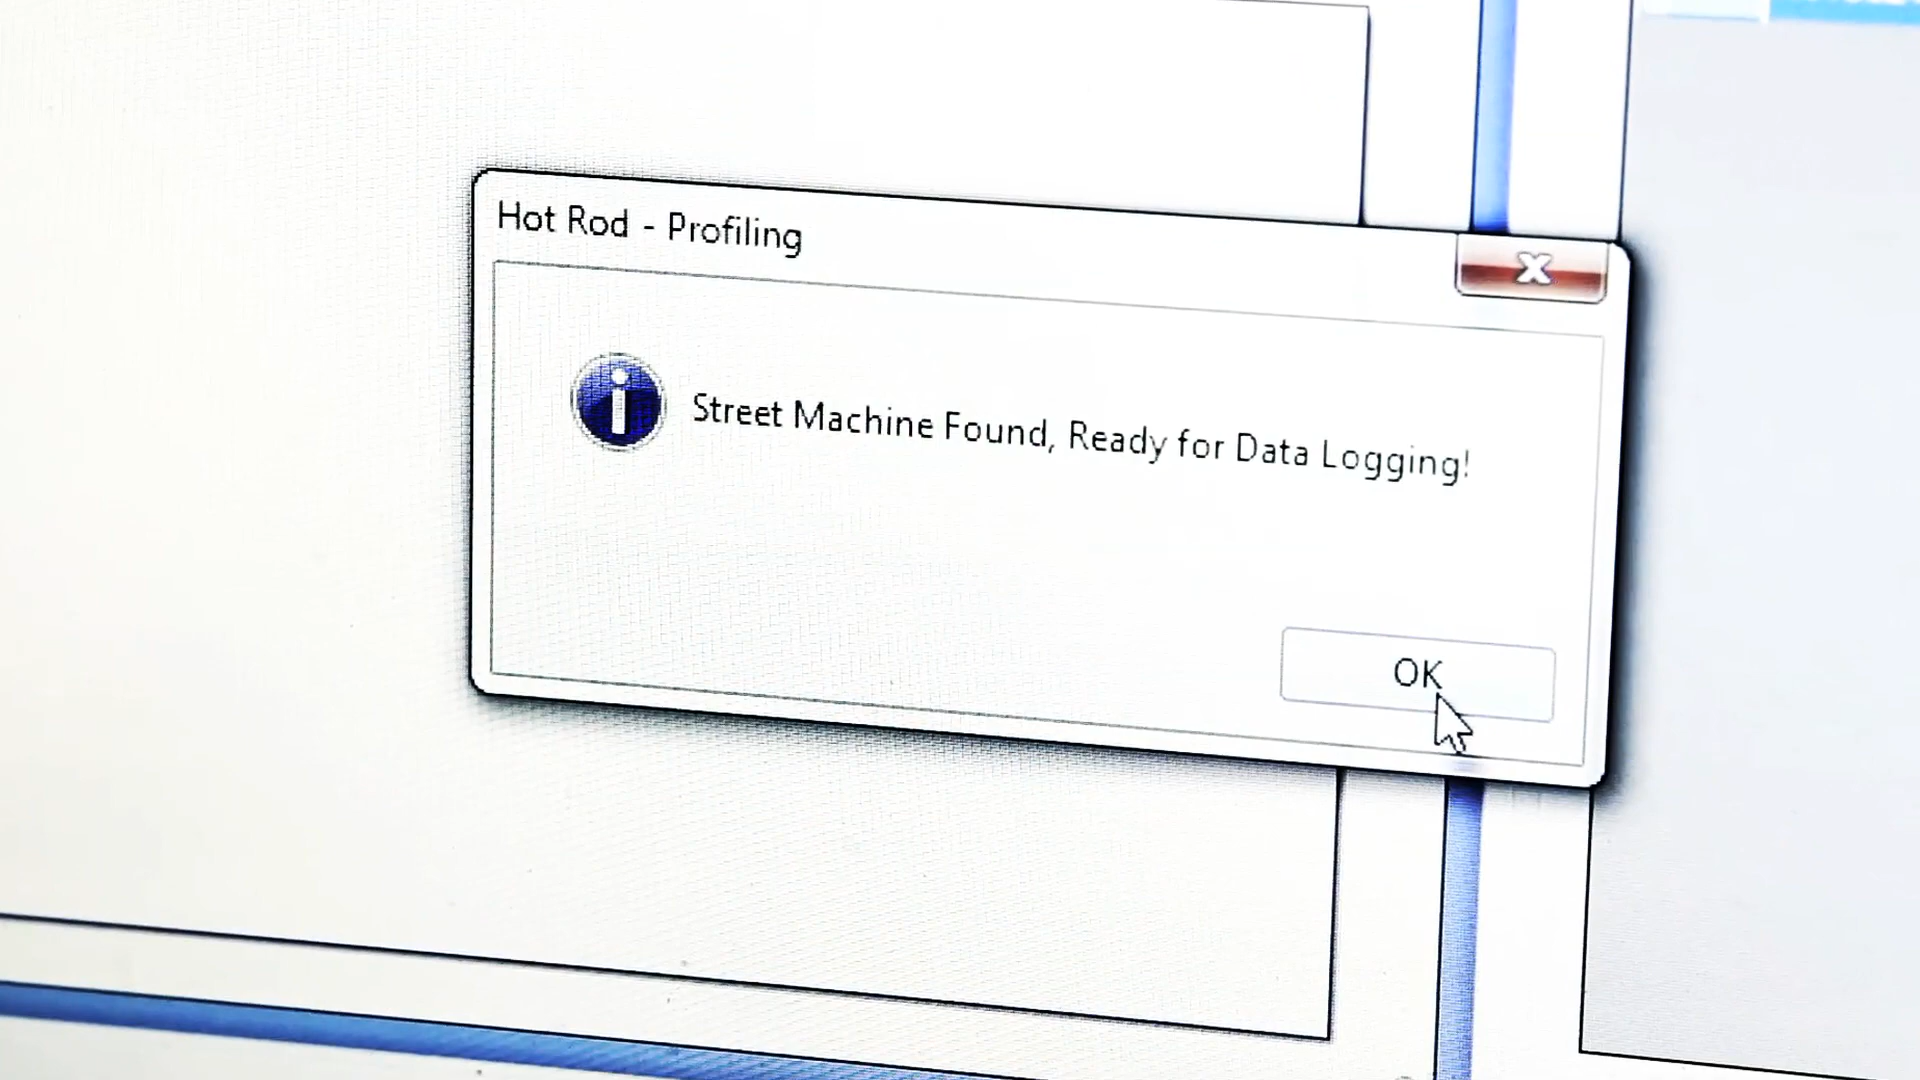 Hot Rod - Profiling
Street Machine Found, Ready for Data Logging!
OK